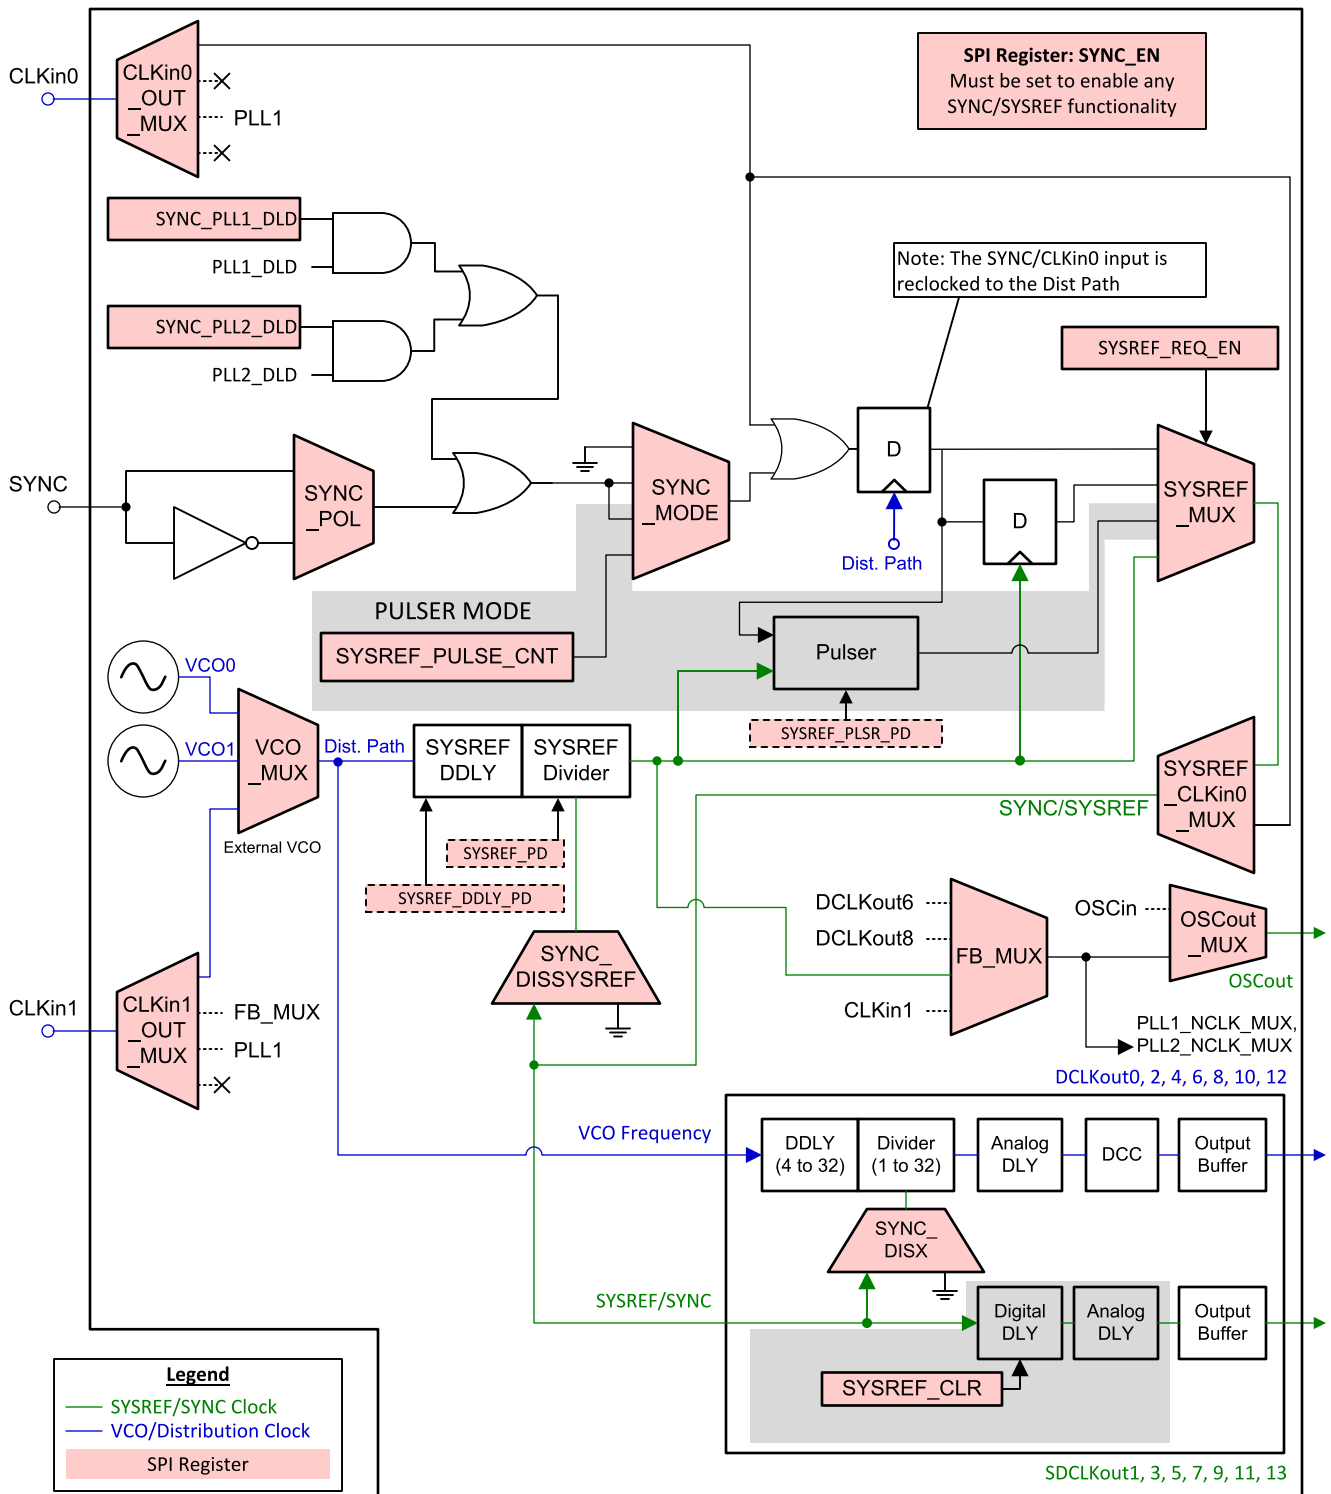 CLKin0
CLKin0
_OUT
_MUX
PLL1
SPI Register: SYNC_EN
Must be set to enable any
SYNC/SYSREF functionality
SYNC_PLL1_DLD
PLL1_DLD
SYNC_PLL2_DLD
PLL2_DLD
Note: The SYNC/CLKin0 input is
reclocked to the Dist Path
SYSREF_REQ_EN
SYNC
SYNC
_POL
SYNC
_MODE
D
Dist. Path
D
SYSREF
_MUX
PULSER MODE
SYSREF_PULSE_CNT
Pulser
SYSREF_PLSR_PD
VCO0
VCO1
VCO
_MUX
External VCO
Dist. Path
SYSREF
DDLY
SYSREF
Divider
SYSREF_PD
SYSREF_DDLY_PD
SYNC_
DISSYSREF
SYSREF
_CLKin0
_MUX
SYNC/SYSREF
DCLKout6
DCLKout8
CLKin1
FB_MUX
OSCin
OSCout
_MUX
OSCout
PLL1_NCLK_MUX,
PLL2_NCLK_MUX
CLKin1
CLKin1
_OUT
_MUX
FB_MUX
PLL1
DCLKout0, 2, 4, 6, 8, 10, 12
VCO Frequency
DDLY
(4 to 32)
Divider
(1 to 32)
Analog
DLY
DCC
Output
Buffer
SYNC_
DISX
SYSREF/SYNC
Digital
DLY
Analog
DLY
Output
Buffer
SYSREF_CLR
SDCLKout1, 3, 5, 7, 9, 11, 13
Legend
SYSREF/SYNC Clock
VCO/Distribution Clock
SPI Register